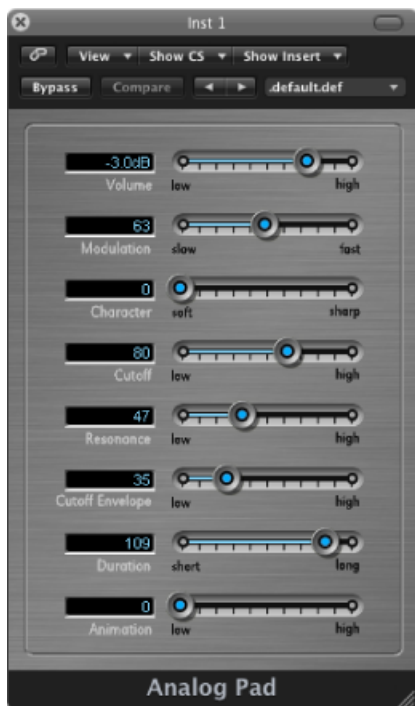 Inst 1
View Show CS Show Insert
Bypass Compare .default.def
-3.0dB
Volume low high
63
Modulation slow fast
0
Character soft sharp
80
Cutoff low high
47
Resonance low high
35
Cutoff Envelope low high
109
Duration short long
0
Animation low high
Analog Pad